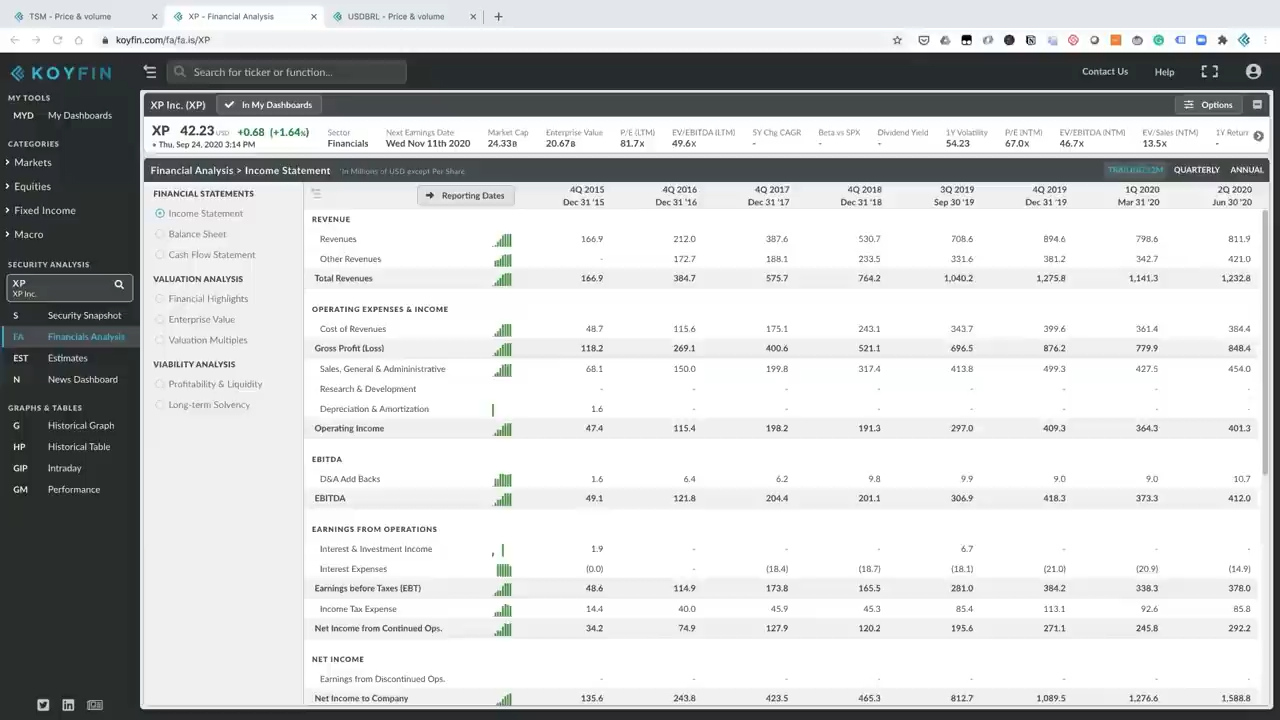 TSM - Price & volume
XP - Financial Analysis
USDBRL - Price & volume
koyfin.com/fa/fa.is/XP
KOYFIN
Search for ticker or function...
Contact Us
Help
MY TOOLS
MYD My Dashboards
CATEGORIES
Markets
Equities
Fixed Income
Macro
SECURITY ANALYSIS
XP
XP Inc.
S Security Snapshot
FA Financials Analysis
EST Estimates
N News Dashboard
GRAPHS & TABLES
G Historical Graph
HP Historical Table
GIP Intraday
GM Performance
XP Inc. (XP) In My Dashboards Options
XP 42.23 USD +0.68 (+1.64%)
Thu, Sep 24, 2020 3:14 PM
Sector Next Earnings Date Market Cap Enterprise Value P/E (LTM) EV/EBITDA (LTM) 5Y Chg CAGR Beta vs SPX Dividend Yield 1Y Volatility P/E (NTM) EV/EBITDA (NTM) EV/Sales (NTM) 1Y Return
Financials Wed Nov 11th 2020 24.33B 20.67B 81.7X 49.6X - - - 54.23 67.0X 46.7X 13.5X -
Financial Analysis > Income Statement *In Millions of USD except Per Share QUARTERLY ANNUAL
FINANCIAL STATEMENTS
Income Statement
Balance Sheet
Cash Flow Statement
VALUATION ANALYSIS
Financial Highlights
Enterprise Value
Valuation Multiples
VIABILITY ANALYSIS
Profitability & Liquidity
Long-term Solvency
Reporting Dates
4Q 2015 4Q 2016 4Q 2017 4Q 2018 3Q 2019 4Q 2019 1Q 2020 2Q 2020
Dec 31 '15 Dec 31 '16 Dec 31 '17 Dec 31 '18 Sep 30 '19 Dec 31 '19 Mar 31 '20 Jun 30 '20
REVENUE
Revenues 166.9 212.0 387.6 530.7 708.6 894.6 798.6 811.9
Other Revenues - 172.7 188.1 233.5 331.6 381.2 342.7 421.0
Total Revenues 166.9 384.7 575.7 764.2 1,040.2 1,275.8 1,141.3 1,232.8
OPERATING EXPENSES & INCOME
Cost of Revenues 48.7 115.6 175.1 243.1 343.7 399.6 361.4 384.4
Gross Profit (Loss) 118.2 269.1 400.6 521.1 696.5 876.2 779.9 848.4
Sales, General & Admininistrative 68.1 150.0 199.8 317.4 413.8 499.3 427.5 454.0
Research & Development - - - - - - - -
Depreciation & Amortization 1.6 - - - - - - -
Operating Income 47.4 115.4 198.2 191.3 297.0 409.3 364.3 401.3
EBITDA
D&A Add Backs 1.6 6.4 6.2 9.8 9.9 9.0 9.0 10.7
EBITDA 49.1 121.8 204.4 201.1 306.9 418.3 373.3 412.0
EARNINGS FROM OPERATIONS
Interest & Investment Income 1.9 - - - 6.7 - - -
Interest Expenses (0.0) - (18.4) (18.7) (18.1) (21.0) (20.9) (14.9)
Earnings before Taxes (EBT) 48.6 114.9 173.8 165.5 281.0 384.2 338.3 378.0
Income Tax Expense 14.4 40.0 45.9 45.3 85.4 113.1 92.6 85.8
Net Income from Continued Ops. 34.2 74.9 127.9 120.2 195.6 271.1 245.8 292.2
NET INCOME
Earnings from Discontinued Ops. - - - - - - - -
Net Income to Company 135.6 243.8 423.5 465.3 812.7 1,089.5 1,276.6 1,588.8